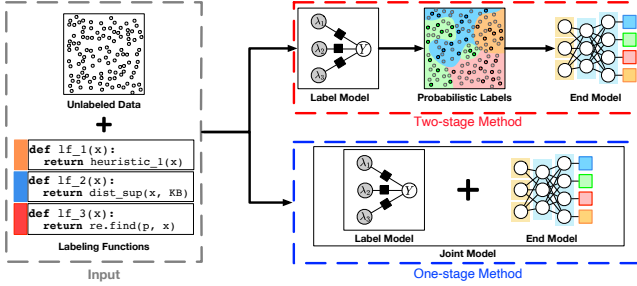 Unlabeled Data
+
def lf_1(x):
return heuristic_1(x)
def lf_2(x):
return dist_sup(x, KB)
def lf_3(x):
return re.find(p, x)
Labeling Functions
Input
λ1
λ2
λ3
Y
Label Model
Probabilistic Labels
End Model
Two-stage Method
λ1
λ2
λ3
Y
Label Model
+
End Model
Joint Model
One-stage Method